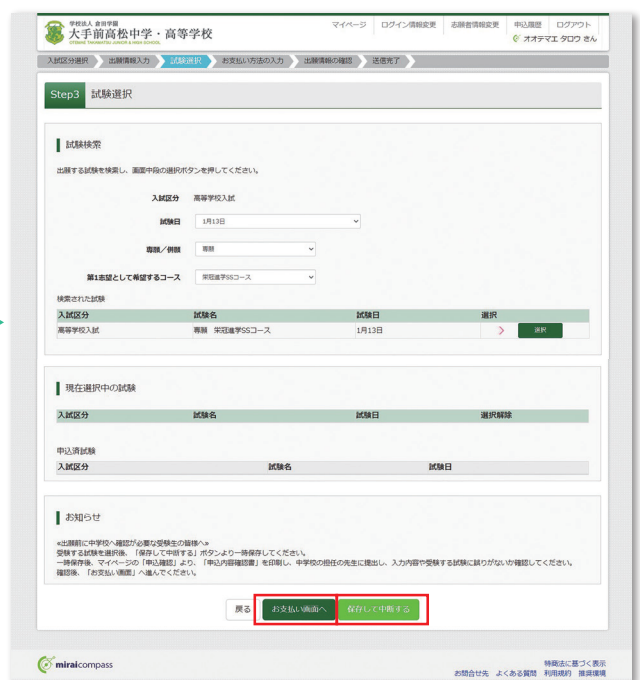 学校法人 倉田学園
大手前高松中学・高等学校
OTEMAE TAKAMATSU JUNIOR & HIGH SCHOOL
マイページ ログイン情報変更 志願者情報変更 申込履歴 ログアウト
オオテマエ タロウ さん
入試区分選択 出願情報入力 試験選択 お支払い方法の入力 出願情報の確認 送信完了
Step3 試験選択
試験検索
出願する試験を検索し、画面中段の選択ボタンを押してください。
入試区分 高等学校入試
試験日 1月13日
専願/併願 専願
第1志望として希望するコース 栄冠進学SSコース
検索された試験
入試区分 試験名 試験日 選択
高等学校入試 専願 栄冠進学SSコース 1月13日 選択
現在選択中の試験
入試区分 試験名 試験日 選択解除
申込済試験
入試区分 試験名 試験日
お知らせ
≪出願前に中学校へ確認が必要な受験生の皆様へ≫
受験する試験を選択後、「保存して中断する」ボタンより一時保存してください。
一時保存後、マイページの「申込確認」より、「申込内容確認書」を印刷し、中学校の担任の先生に提出し、入力内容や受験する試験に誤りがないか確認してください。
確認後、「お支払い画面」へ進んでください。
戻る お支払い画面へ 保存して中断する
miraicompass
特商法に基づく表示
お問合せ先 よくある質問 利用規約 推奨環境